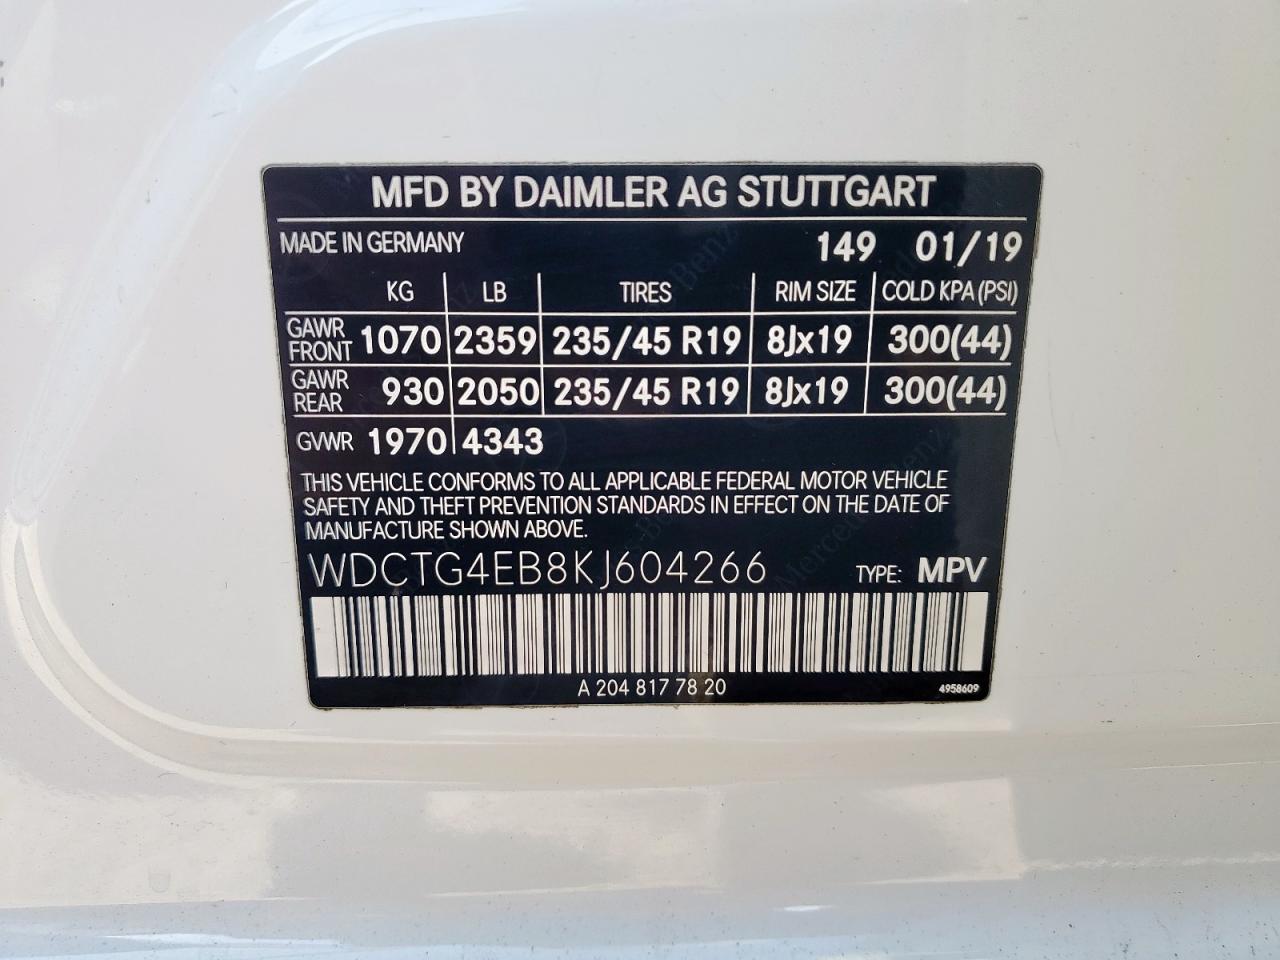 MFD BY DAIMLER AG STUTTGART
MADE IN GERMANY 149 01/19
KG LB TIRES RIM SIZE COLD KPA (PSI)
GAWR FRONT 1070 2359 235/45 R19 8Jx19 300(44)
GAWR REAR 930 2050 235/45 R19 8Jx19 300(44)
GVWR 1970 4343
THIS VEHICLE CONFORMS TO ALL APPLICABLE FEDERAL MOTOR VEHICLE
SAFETY AND THEFT PREVENTION STANDARDS IN EFFECT ON THE DATE OF
MANUFACTURE SHOWN ABOVE.
WDCTG4EB8KJ604266 TYPE: MPV
A 204 817 78 20 4958609